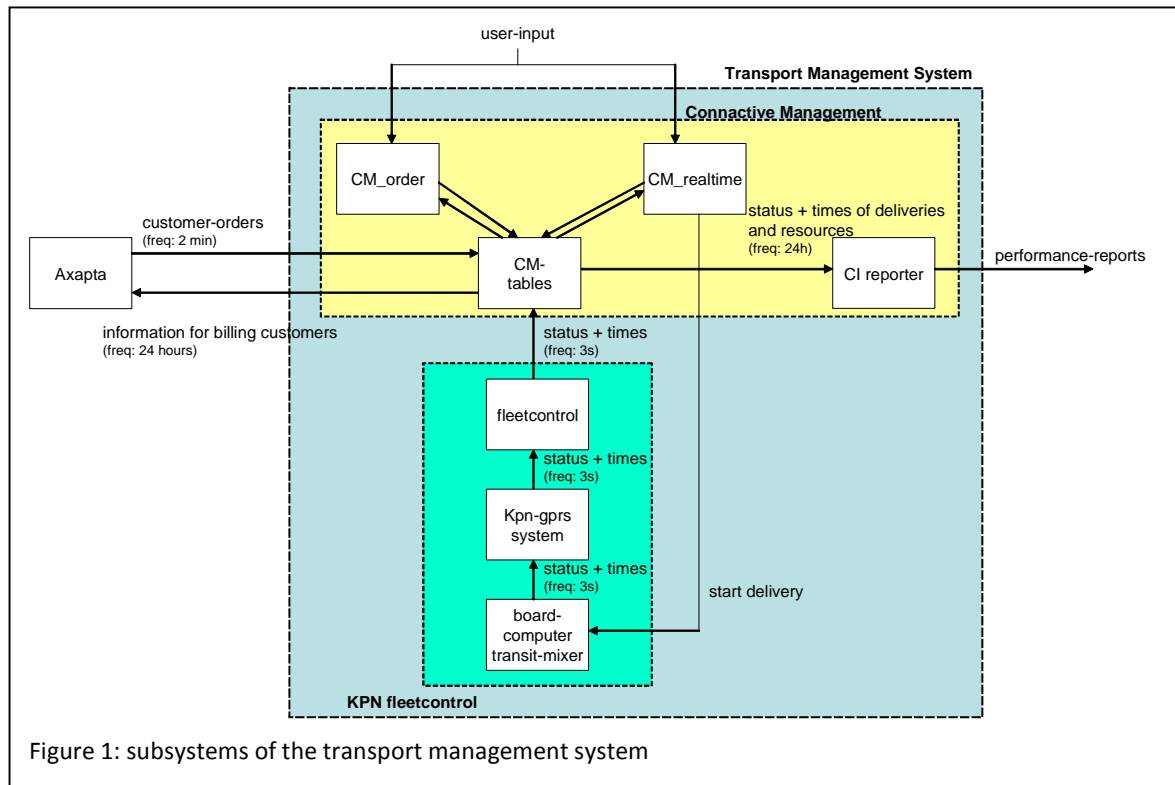 user-input
Transport Management System
Connactive Management
CM_order
CM_realtime
customer-orders
(freq: 2 min)
status + times of deliveries
and resources
(freq: 24h)
Axapta
CM-
tables
CI reporter
performance-reports
information for billing customers
(freq: 24 hours)
status + times
(freq: 3s)
fleetcontrol
status + times
(freq: 3s)
Kpn-gprs
system
status + times
(freq: 3s)
start delivery
board-
computer
transit-mixer
KPN fleetcontrol
Figure 1: subsystems of the transport management system